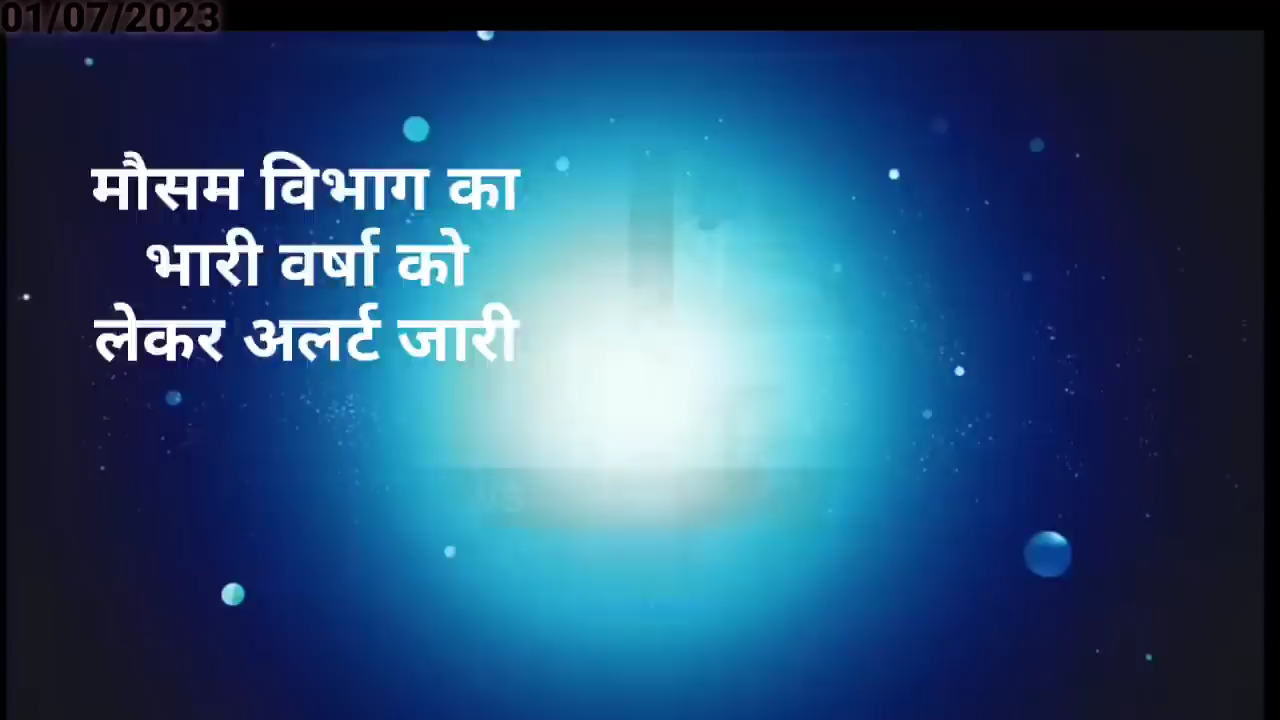 01/07/2023
मौसम विभाग का
भारी वर्षा को
लेकर अलर्ट जारी